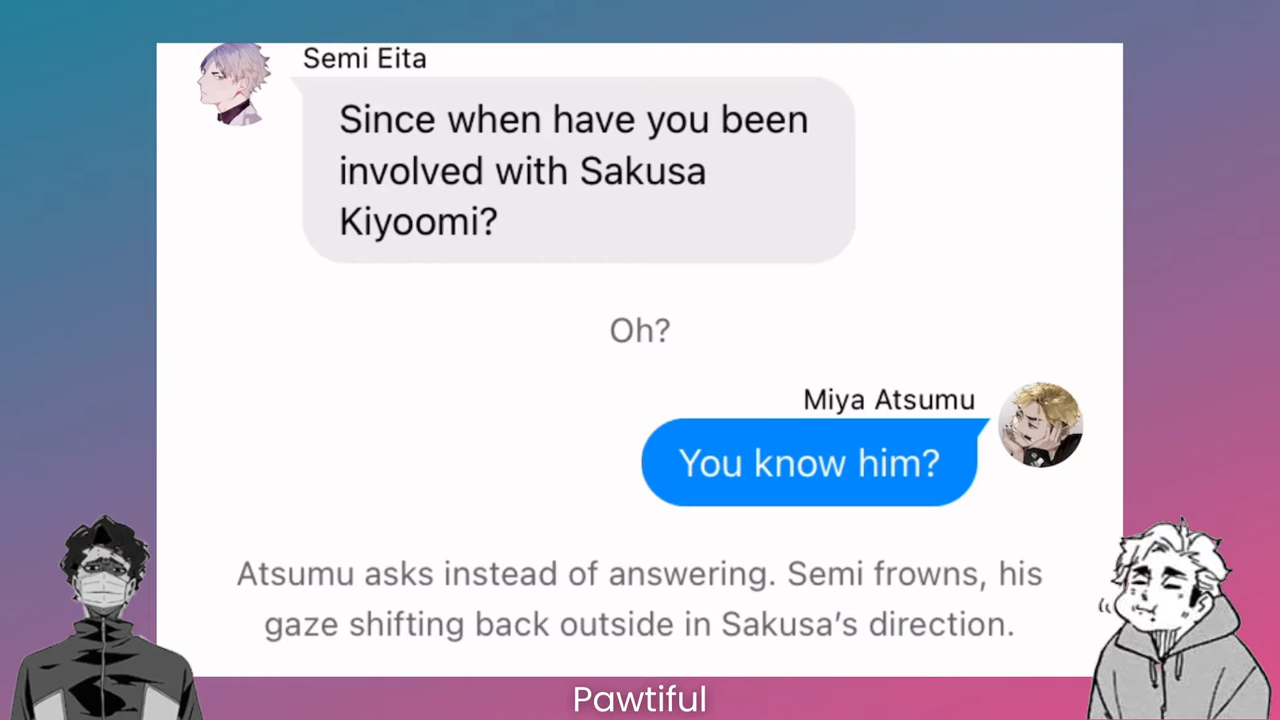 Semi Eita
Since when have you been
involved with Sakusa
Kiyoomi?
Oh?
Miya Atsumu
You know him?
Atsumu asks instead of answering. Semi frowns, his
gaze shifting back outside in Sakusa’s direction.
Pawtiful